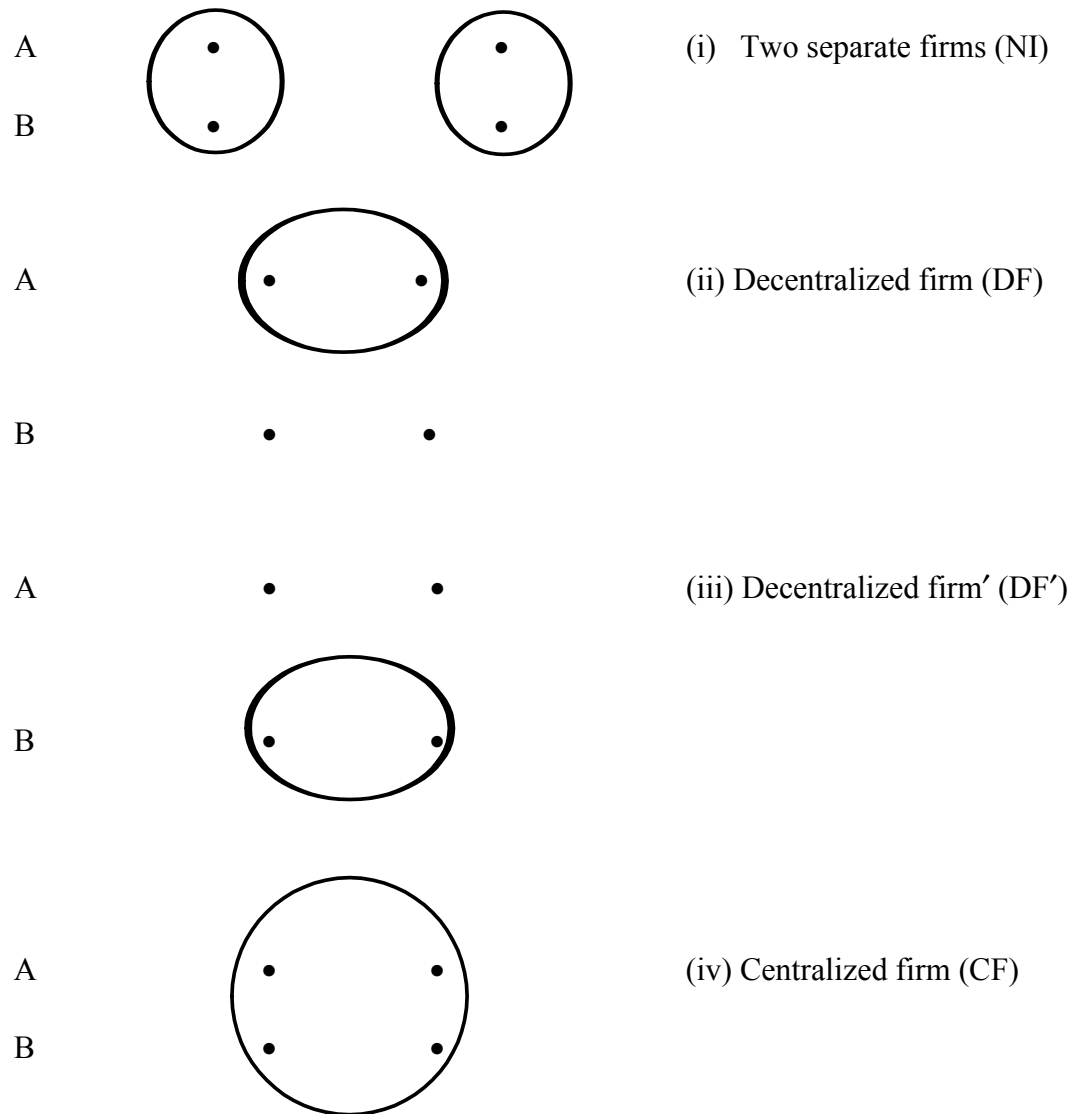 A (i) Two separate firms (NI)
B
A (ii) Decentralized firm (DF)
B
A (iii) Decentralized firm′ (DF′)
B
A (iv) Centralized firm (CF)
B